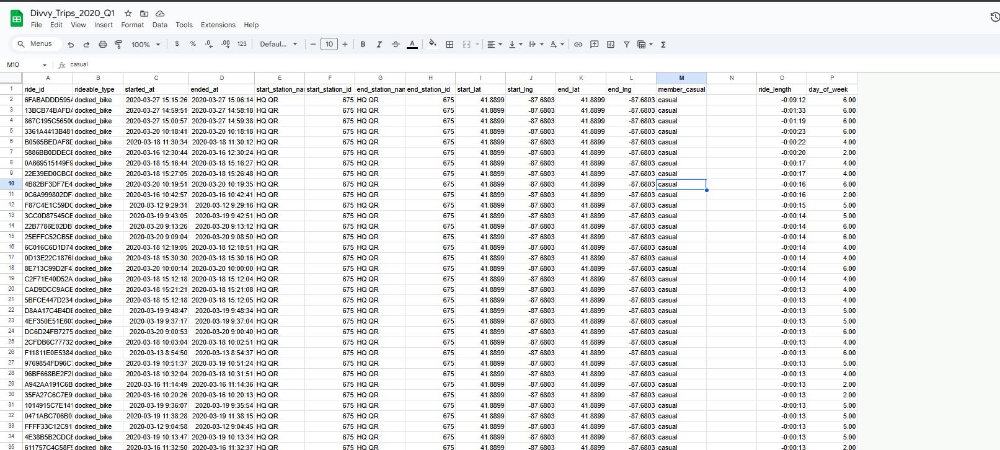 Divvy_Trips_2020_Q1
File Edit View Insert Format Data Tools Extensions Help
Menus 100% $ % .0 .00 123 Defaul... 10 B I A Σ
M10 fx casual
A B C D E F G H I J K L M N O P
1 ride_id rideable_type started_at ended_at start_station_nar start_station_id end_station_nan end_station_id start_lat start_lng end_lat end_lng member_casual ride_length day_of_week
2 6FABADDD595A docked_bike 2020-03-27 15:15:26 2020-03-27 15:06:14 HQ QR 675 HQ QR 675 41.8899 -87.6803 41.8899 -87.6803 casual -0:09:12 6.00
3 13BCB74BAFDA docked_bike 2020-03-27 14:59:51 2020-03-27 14:58:18 HQ QR 675 HQ QR 675 41.8899 -87.6803 41.8899 -87.6803 casual -0:01:33 6.00
4 867C195C5650 docked_bike 2020-03-27 15:00:57 2020-03-27 14:59:38 HQ QR 675 HQ QR 675 41.8899 -87.6803 41.8899 -87.6803 casual -0:01:19 6.00
5 3361A4413B481 docked_bike 2020-03-20 10:18:41 2020-03-20 10:18:18 HQ QR 675 HQ QR 675 41.8899 -87.6803 41.8899 -87.6803 casual -0:00:23 6.00
6 B0565BEDAF8D docked_bike 2020-03-18 11:30:34 2020-03-18 11:30:12 HQ QR 675 HQ QR 675 41.8899 -87.6803 41.8899 -87.6803 casual -0:00:22 4.00
7 5886BB0DDECE docked_bike 2020-03-16 12:30:44 2020-03-16 12:30:24 HQ QR 675 HQ QR 675 41.8899 -87.6803 41.8899 -87.6803 casual -0:00:20 2.00
8 0A669515149F9 docked_bike 2020-03-18 15:16:44 2020-03-18 15:16:27 HQ QR 675 HQ QR 675 41.8899 -87.6803 41.8899 -87.6803 casual -0:00:17 4.00
9 22E39ED0CBCD docked_bike 2020-03-18 15:27:05 2020-03-18 15:26:48 HQ QR 675 HQ QR 675 41.8899 -87.6803 41.8899 -87.6803 casual -0:00:17 4.00
10 4B82BF3DF7E4 docked_bike 2020-03-20 10:19:51 2020-03-20 10:19:35 HQ QR 675 HQ QR 675 41.8899 -87.6803 41.8899 -87.6803 casual -0:00:16 6.00
11 0C6A999802DF docked_bike 2020-03-16 10:42:57 2020-03-16 10:42:41 HQ QR 675 HQ QR 675 41.8899 -87.6803 41.8899 -87.6803 casual -0:00:16 2.00
12 F87C4E1C59DC docked_bike 2020-03-12 9:29:31 2020-03-12 9:29:16 HQ QR 675 HQ QR 675 41.8899 -87.6803 41.8899 -87.6803 casual -0:00:15 5.00
13 3CC0D87545CE docked_bike 2020-03-19 9:43:05 2020-03-19 9:42:51 HQ QR 675 HQ QR 675 41.8899 -87.6803 41.8899 -87.6803 casual -0:00:14 5.00
14 22B7786E02DB docked_bike 2020-03-20 9:13:26 2020-03-20 9:13:12 HQ QR 675 HQ QR 675 41.8899 -87.6803 41.8899 -87.6803 casual -0:00:14 6.00
15 25EFFC52CB5E docked_bike 2020-03-20 9:09:04 2020-03-20 9:08:50 HQ QR 675 HQ QR 675 41.8899 -87.6803 41.8899 -87.6803 casual -0:00:14 6.00
16 6C016C6D1D74 docked_bike 2020-03-18 12:19:05 2020-03-18 12:18:51 HQ QR 675 HQ QR 675 41.8899 -87.6803 41.8899 -87.6803 casual -0:00:14 4.00
17 0D13E22C1876 docked_bike 2020-03-18 15:30:30 2020-03-18 15:30:16 HQ QR 675 HQ QR 675 41.8899 -87.6803 41.8899 -87.6803 casual -0:00:14 4.00
18 8E713C99D2F4 docked_bike 2020-03-20 10:00:14 2020-03-20 10:00:00 HQ QR 675 HQ QR 675 41.8899 -87.6803 41.8899 -87.6803 casual -0:00:14 6.00
19 C2F71E40D52A docked_bike 2020-03-18 15:12:18 2020-03-18 15:12:04 HQ QR 675 HQ QR 675 41.8899 -87.6803 41.8899 -87.6803 casual -0:00:14 4.00
20 CAD9DCC9ACE docked_bike 2020-03-18 15:21:21 2020-03-18 15:21:08 HQ QR 675 HQ QR 675 41.8899 -87.6803 41.8899 -87.6803 casual -0:00:13 4.00
21 5BFCE447D234 docked_bike 2020-03-18 15:12:18 2020-03-18 15:12:05 HQ QR 675 HQ QR 675 41.8899 -87.6803 41.8899 -87.6803 casual -0:00:13 4.00
22 D8AA17C4B4DE docked_bike 2020-03-19 9:48:47 2020-03-19 9:48:34 HQ QR 675 HQ QR 675 41.8899 -87.6803 41.8899 -87.6803 casual -0:00:13 5.00
23 4EF350E51E60 docked_bike 2020-03-19 9:37:17 2020-03-19 9:37:04 HQ QR 675 HQ QR 675 41.8899 -87.6803 41.8899 -87.6803 casual -0:00:13 5.00
24 DC6D24FB7275 docked_bike 2020-03-20 9:00:53 2020-03-20 9:00:40 HQ QR 675 HQ QR 675 41.8899 -87.6803 41.8899 -87.6803 casual -0:00:13 6.00
25 2CFDB6C77732 docked_bike 2020-03-18 10:03:04 2020-03-18 10:02:51 HQ QR 675 HQ QR 675 41.8899 -87.6803 41.8899 -87.6803 casual -0:00:13 4.00
26 F11811E0E5384 docked_bike 2020-03-13 8:54:50 2020-03-13 8:54:37 HQ QR 675 HQ QR 675 41.8899 -87.6803 41.8899 -87.6803 casual -0:00:13 6.00
27 9769854FD96C docked_bike 2020-03-19 10:51:37 2020-03-19 10:51:24 HQ QR 675 HQ QR 675 41.8899 -87.6803 41.8899 -87.6803 casual -0:00:13 5.00
28 96BF668BE2F2 docked_bike 2020-03-18 10:32:04 2020-03-18 10:31:51 HQ QR 675 HQ QR 675 41.8899 -87.6803 41.8899 -87.6803 casual -0:00:13 4.00
29 A942AA191C6B docked_bike 2020-03-16 11:14:49 2020-03-16 11:14:36 HQ QR 675 HQ QR 675 41.8899 -87.6803 41.8899 -87.6803 casual -0:00:13 2.00
30 35FA27C6C7E9 docked_bike 2020-03-16 10:20:26 2020-03-16 10:20:13 HQ QR 675 HQ QR 675 41.8899 -87.6803 41.8899 -87.6803 casual -0:00:13 2.00
31 1014915C7E141 docked_bike 2020-03-19 9:36:07 2020-03-19 9:35:54 HQ QR 675 HQ QR 675 41.8899 -87.6803 41.8899 -87.6803 casual -0:00:13 5.00
32 0471ABC706B0 docked_bike 2020-03-19 11:38:28 2020-03-19 11:38:15 HQ QR 675 HQ QR 675 41.8899 -87.6803 41.8899 -87.6803 casual -0:00:13 5.00
33 FFFF33C12C91 docked_bike 2020-03-12 9:04:58 2020-03-12 9:04:45 HQ QR 675 HQ QR 675 41.8899 -87.6803 41.8899 -87.6803 casual -0:00:13 5.00
34 4E38B5B2CDCE docked_bike 2020-03-19 10:13:47 2020-03-19 10:13:34 HQ QR 675 HQ QR 675 41.8899 -87.6803 41.8899 -87.6803 casual -0:00:13 5.00
35 611757C4C58F9 docked_bike 2020-03-16 11:32:50 2020-03-16 11:32:37 HQ QR 675 HQ QR 675 41.8899 -87.6803 41.8899 -87.6803 casual -0:00:13 2.00